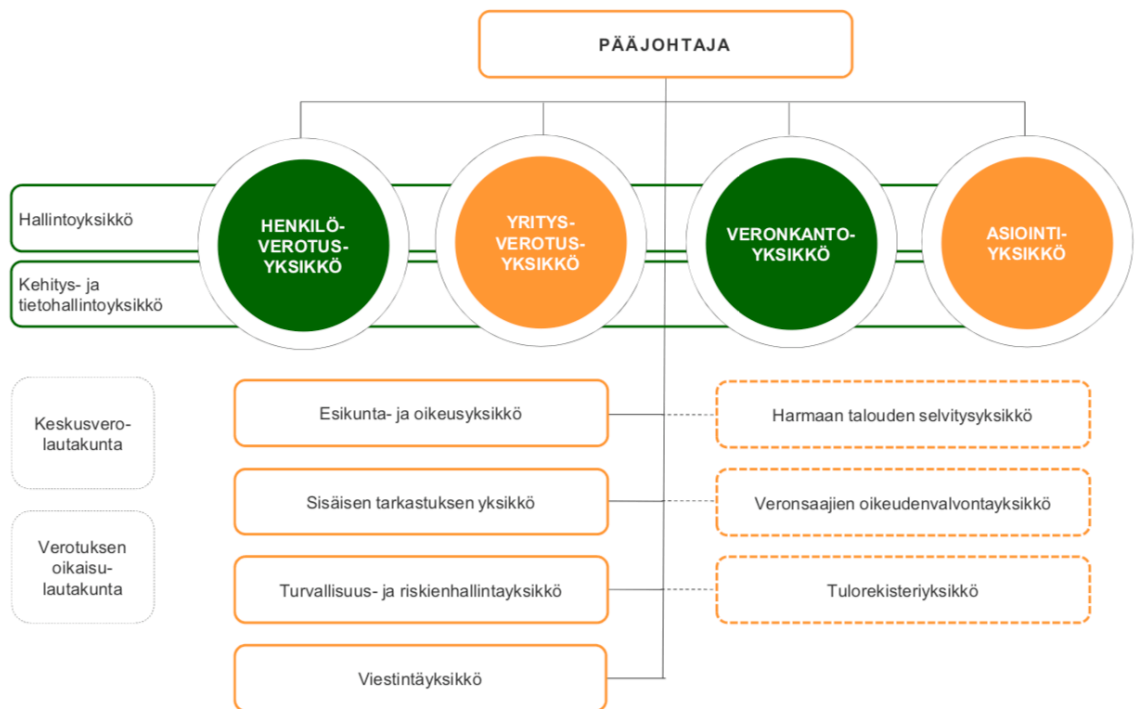 PÄÄJOHTAJA
Hallintoyksikkö
Kehitys- ja
tietohallintoyksikkö
HENKILÖ-
VEROTUS-
YKSIKKÖ
YRITYS-
VEROTUS-
YKSIKKÖ
VERONKANTO-
YKSIKKÖ
ASIOINTI-
YKSIKKÖ
Keskusvero-
lautakunta
Verotuksen
oikaisu-
lautakunta
Esikunta- ja oikeusyksikkö
Sisäisen tarkastuksen yksikkö
Turvallisuus- ja riskienhallintayksikkö
Viestintäyksikkö
Harmaan talouden selvitysyksikkö
Veronsaajien oikeudenvalvontayksikkö
Tulorekisteriyksikkö